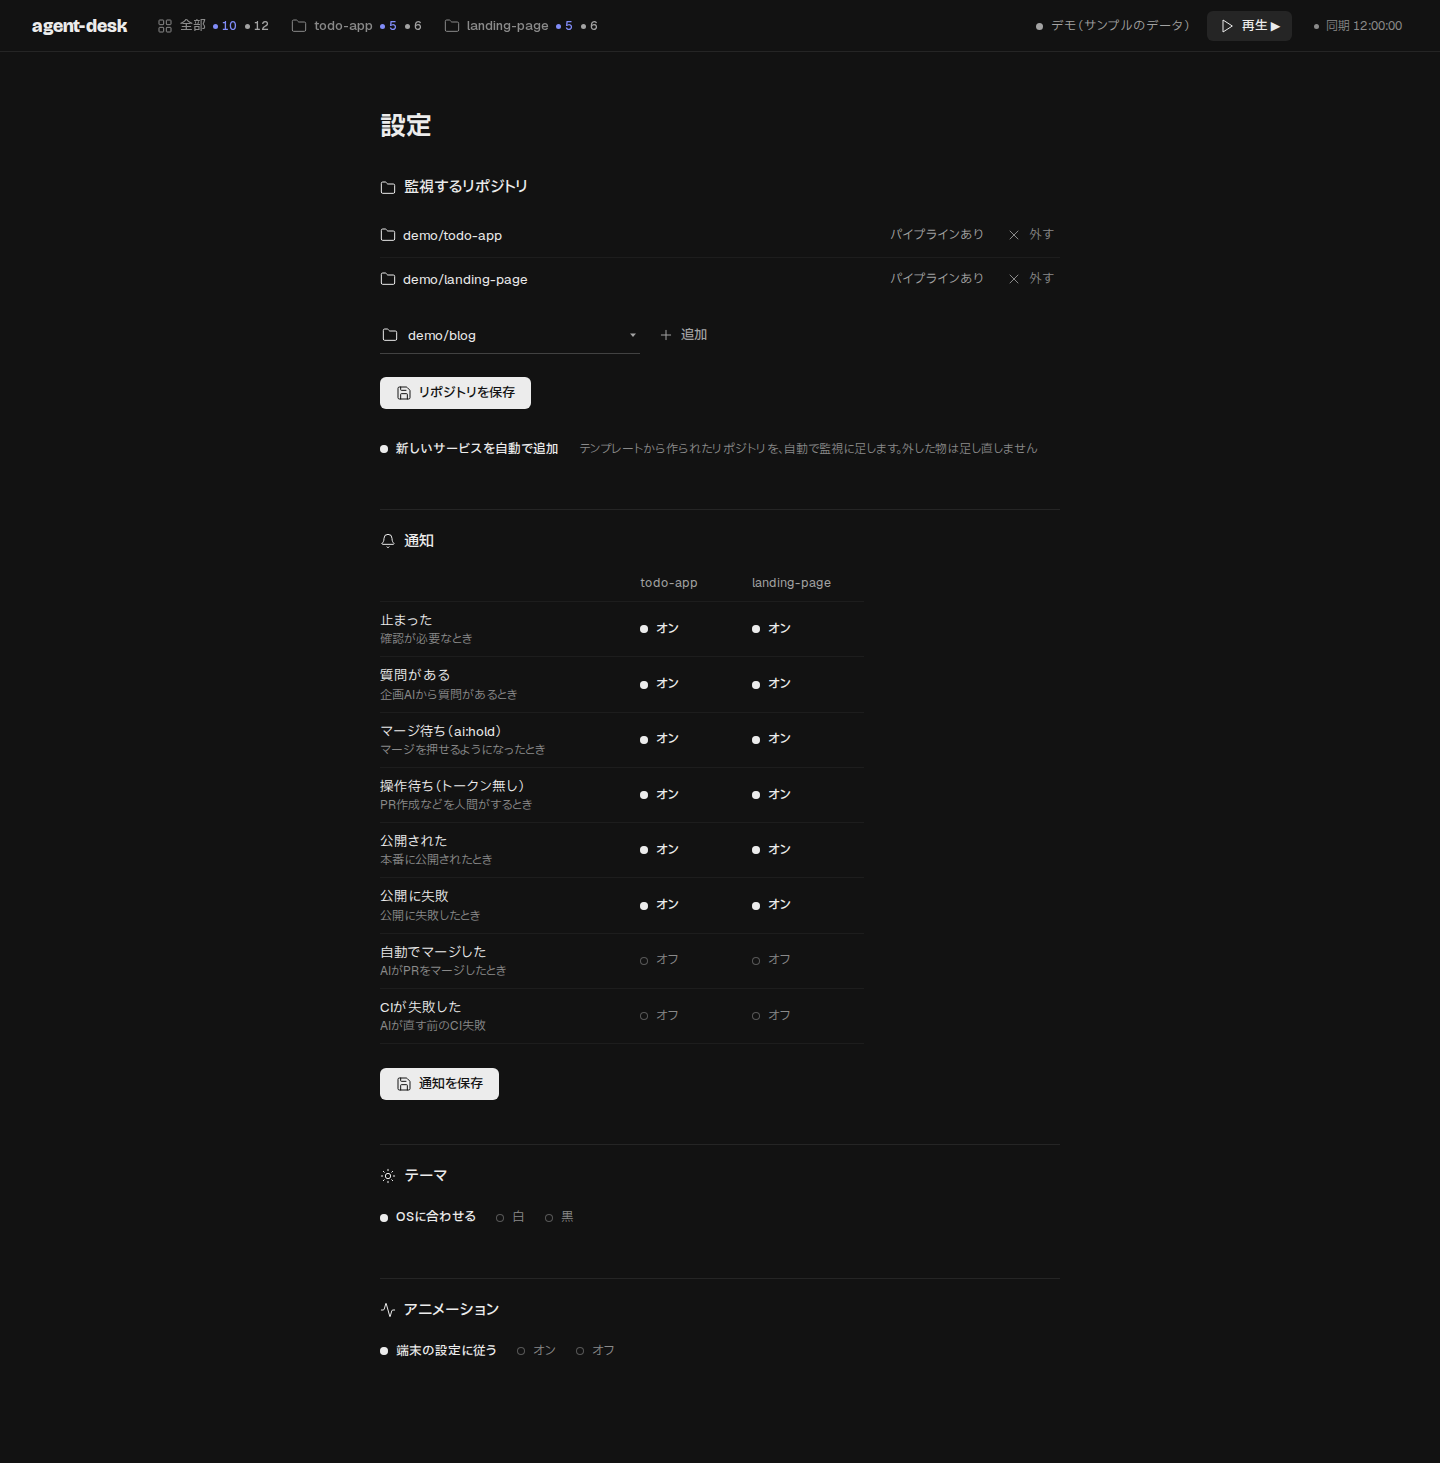 agent-desk 全部 10 12 todo-app 5 6 landing-page 5 6 デモ(サンプルのデータ) 再生▶ 同期 12:00:00
設定
監視するリポジトリ
demo/todo-app パイプラインあり 外す
demo/landing-page パイプラインあり 外す
demo/blog 追加
リポジトリを保存
新しいサービスを自動で追加 テンプレートから作られたリポジトリを、自動で監視に足します。外した物は足し直しません
通知
todo-app landing-page
止まった
確認が必要なとき
オン オン
質問がある
企画AIから質問があるとき
オン オン
マージ待ち(ai:hold)
マージを押せるようになったとき
オン オン
操作待ち(トークン無し)
PR作成などを人間がするとき
オン オン
公開された
本番に公開されたとき
オン オン
公開に失敗
公開に失敗したとき
オン オン
自動でマージした
AIがPRをマージしたとき
オフ オフ
CIが失敗した
AIが直す前のCI失敗
オフ オフ
通知を保存
テーマ
OSに合わせる 白 黒
アニメーション
端末の設定に従う オン オフ